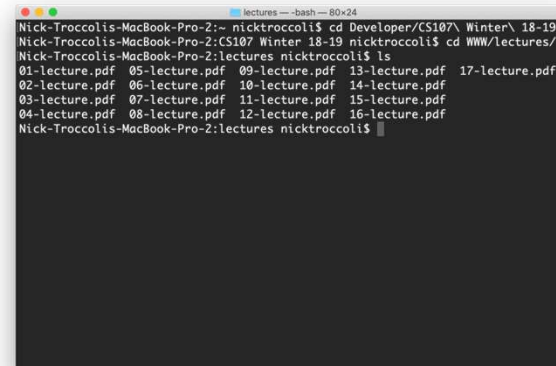 lectures — -bash — 80×24
[Nick-Troccolis-MacBook-Pro-2:~ nicktroccoli$ cd Developer/CS107\ Winter\ 18-19
[Nick-Troccolis-MacBook-Pro-2:CS107 Winter 18-19 nicktroccoli$ cd WWW/lectures/
[Nick-Troccolis-MacBook-Pro-2:lectures nicktroccoli$ ls
01-lecture.pdf 05-lecture.pdf 09-lecture.pdf 13-lecture.pdf 17-lecture.pdf
02-lecture.pdf 06-lecture.pdf 10-lecture.pdf 14-lecture.pdf
03-lecture.pdf 07-lecture.pdf 11-lecture.pdf 15-lecture.pdf
04-lecture.pdf 08-lecture.pdf 12-lecture.pdf 16-lecture.pdf
Nick-Troccolis-MacBook-Pro-2:lectures nicktroccoli$